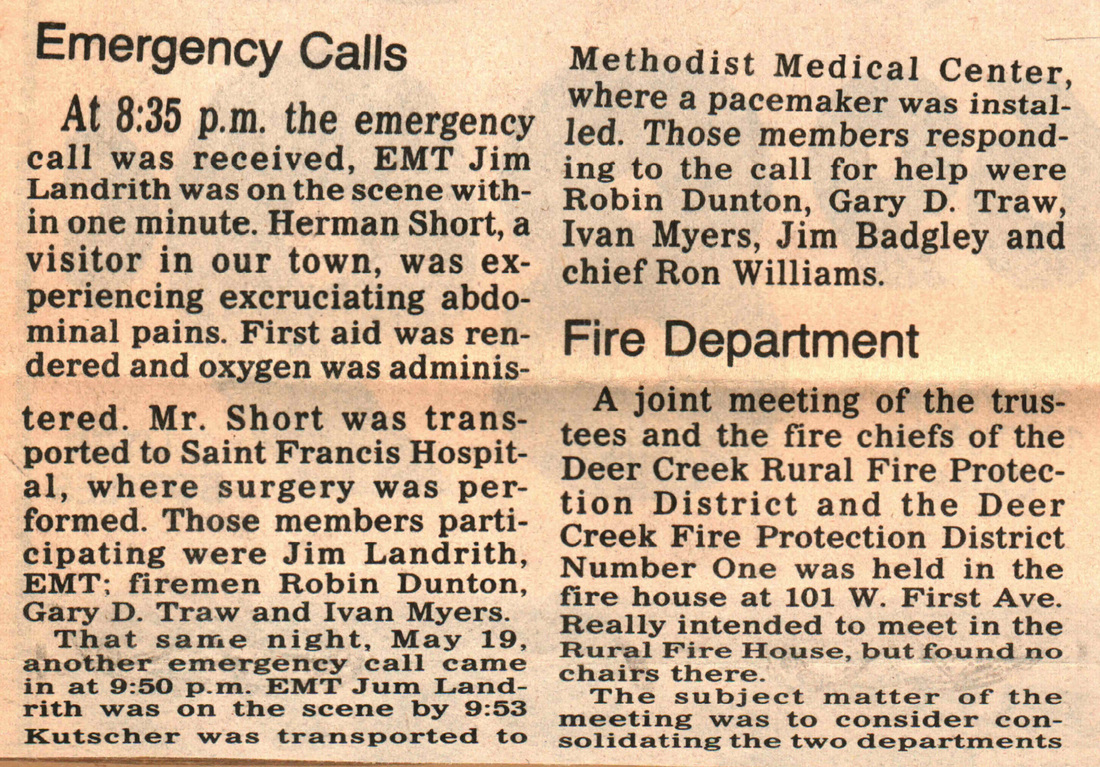 Emergency Calls
At 8:35 p.m. the emergency
call was received, EMT Jim
Landrith was on the scene with-
in one minute. Herman Short, a
visitor in our town, was ex-
periencing excruciating abdo-
minal pains. First aid was ren-
dered and oxygen was adminis-
tered. Mr. Short was trans-
ported to Saint Francis Hospit-
al, where surgery was per-
formed. Those members parti-
cipating were Jim Landrith,
EMT; firemen Robin Dunton,
Gary D. Traw and Ivan Myers.
That same night, May 19,
another emergency call came
in at 9:50 p.m. EMT Jum Land-
rith was on the scene by 9:53
Kutscher was transported to
Methodist Medical Center,
where a pacemaker was instal-
led. Those members respond-
ing to the call for help were
Robin Dunton, Gary D. Traw,
Ivan Myers, Jim Badgley and
chief Ron Williams.
Fire Department
A joint meeting of the trus-
tees and the fire chiefs of the
Deer Creek Rural Fire Protec-
tion District and the Deer
Creek Fire Protection District
Number One was held in the
fire house at 101 W. First Ave.
Really intended to meet in the
Rural Fire House, but found no
chairs there.
The subject matter of the
meeting was to consider con-
solidating the two departments